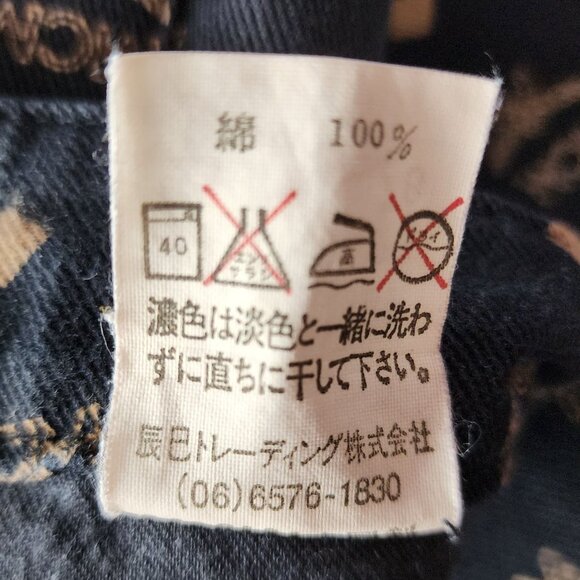 綿 100%
40 エンソ サラシ 高 ドライ
濃色は淡色と一緒に洗わ
ずに直ちに干して下さい。
辰巳トレーディング株式会社
(06)6576-1830